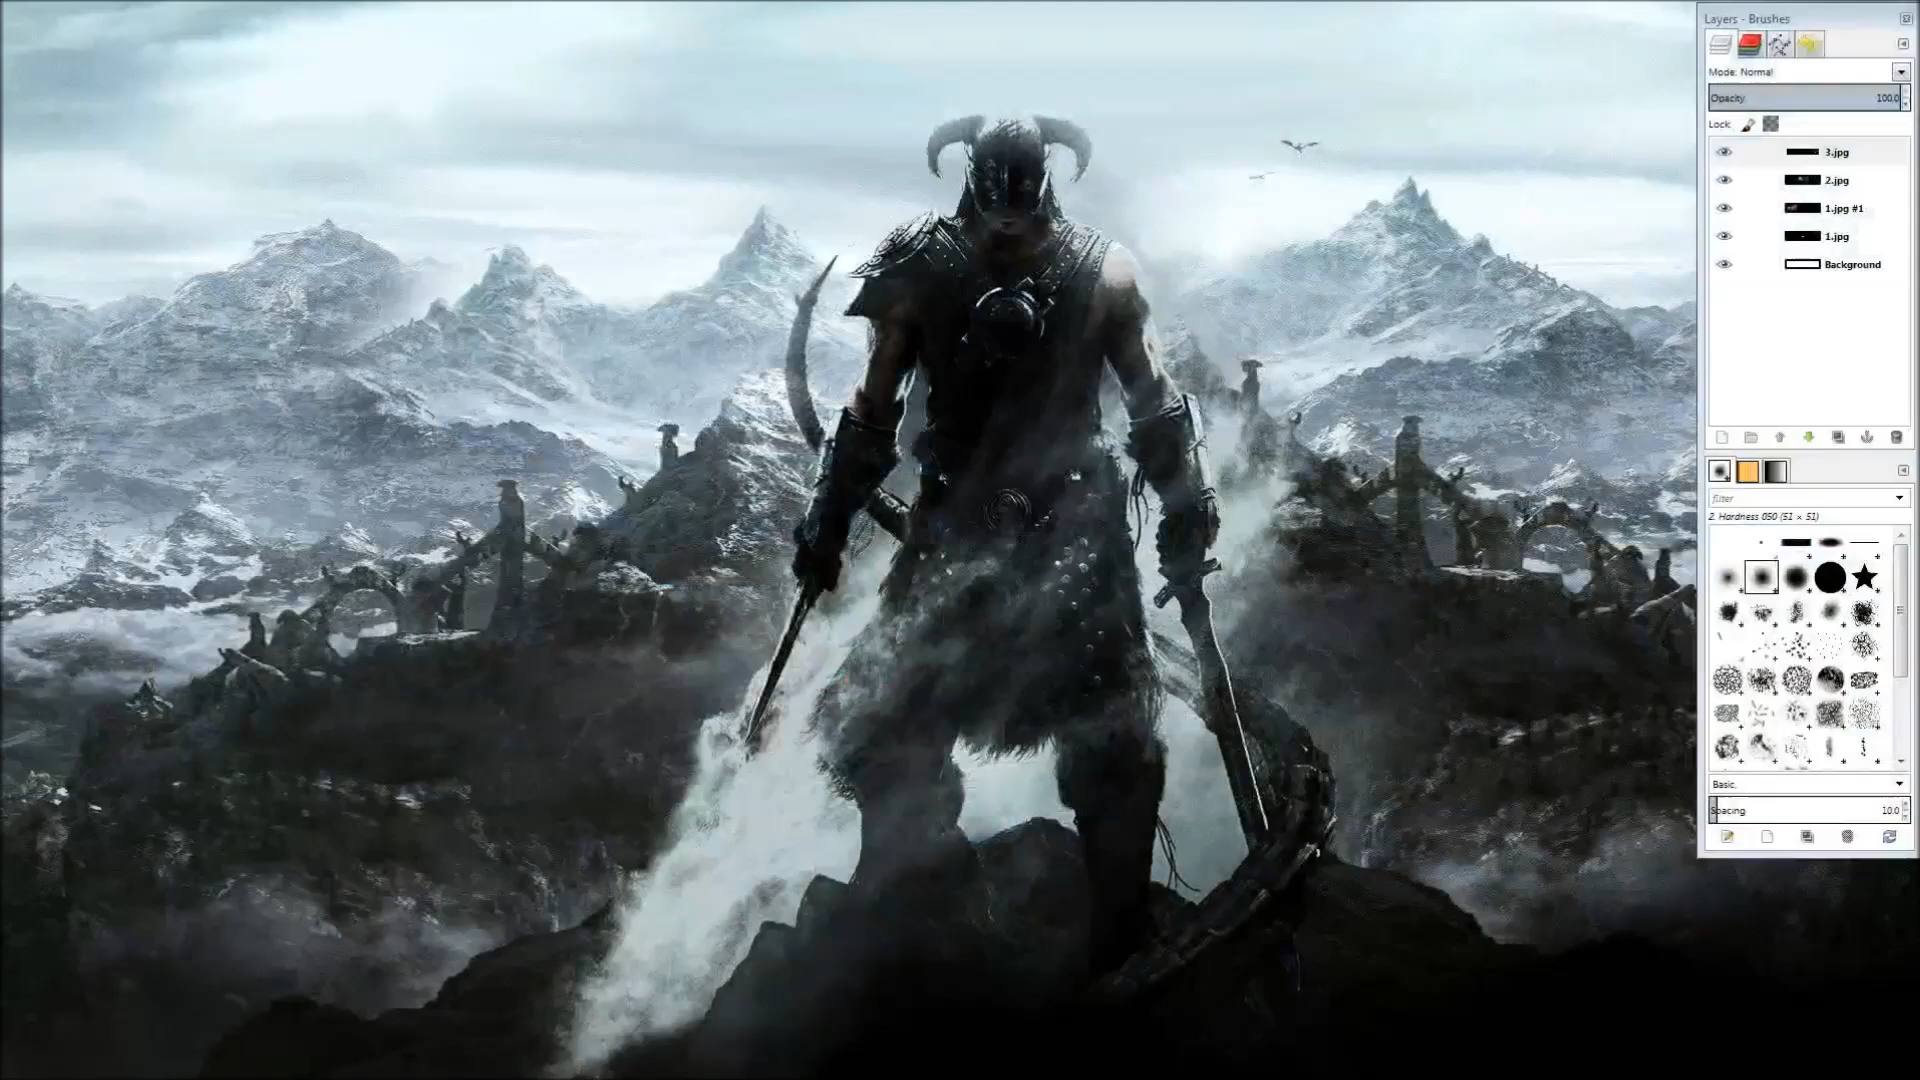 Layers - Brushes
Mode: Normal
Opacity 100.0
Lock:
3.jpg
2.jpg
1.jpg #1
1.jpg
Background
filter
2. Hardness 050 (51 × 51)
Basic,
Spacing 10.0